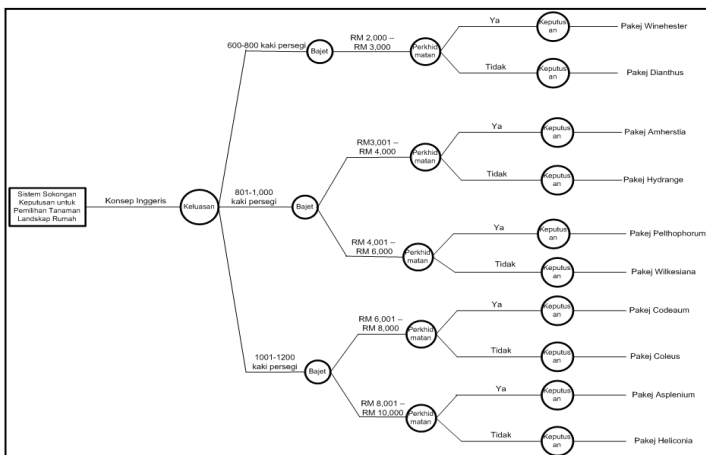 Sistem Sokongan
Keputusan untuk
Pemilihan Tanaman
Landskap Rumah
Konsep Inggeris
Keluasan
600-800 kaki persegi
Bajet
RM 2,000 –
RM 3,000
Perkhid
matan
Ya
Keputus
an
Pakej Winehester
Tidak
Keputus
an
Pakej Dianthus
801-1,000
kaki persegi
Bajet
RM3,001 –
RM 4,000
Perkhid
matan
Ya
Keputus
an
Pakej Amherstia
Tidak
Keputus
an
Pakej Hydrange
RM 4,001 –
RM 6,000
Perkhid
matan
Ya
Keputus
an
Pakej Pelthophorum
Tidak
Keputus
an
Pakej Wilkesiana
1001-1200
kaki persegi
Bajet
RM 6,001 –
RM 8,000
Perkhid
matan
Ya
Keputus
an
Pakej Codeaum
Tidak
Keputus
an
Pakej Coleus
RM 8,001 –
RM 10,000
Perkhid
matan
Ya
Keputus
an
Pakej Asplenium
Tidak
Keputus
an
Pakej Heliconia